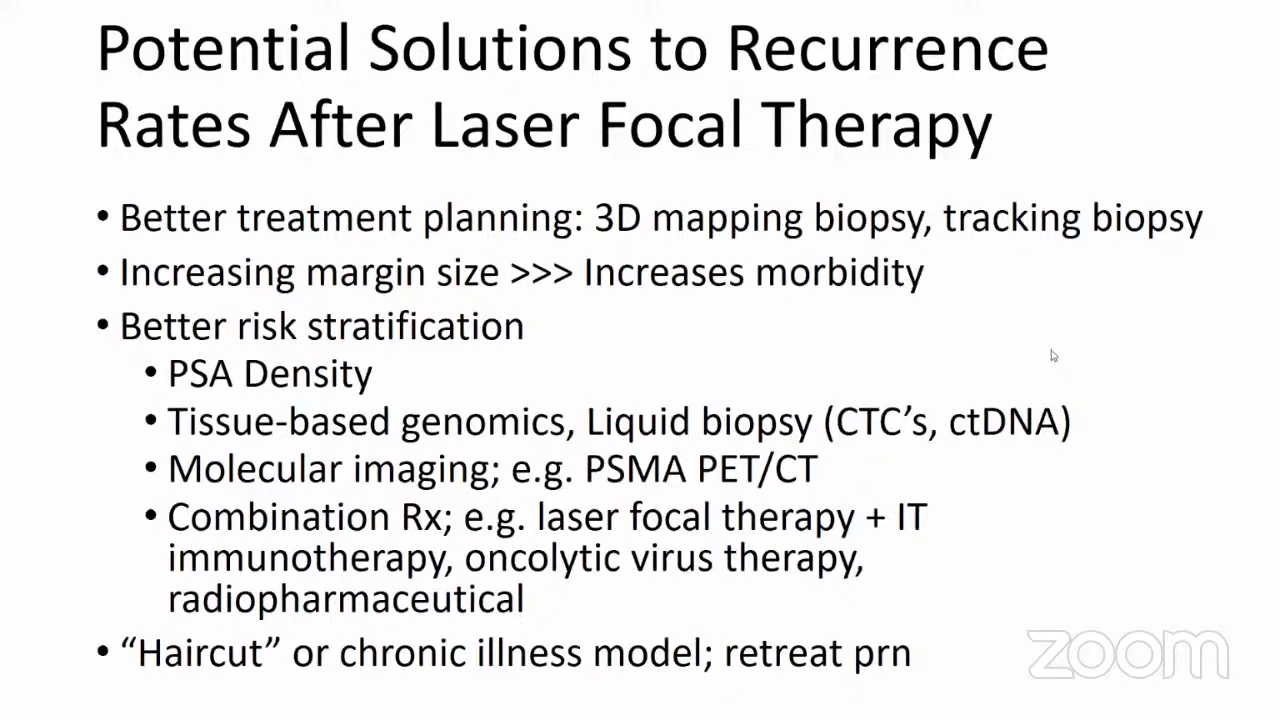 Potential Solutions to Recurrence
Rates After Laser Focal Therapy
• Better treatment planning: 3D mapping biopsy, tracking biopsy
• Increasing margin size >>> Increases morbidity
• Better risk stratification
• PSA Density
• Tissue-based genomics, Liquid biopsy (CTC’s, ctDNA)
• Molecular imaging; e.g. PSMA PET/CT
• Combination Rx; e.g. laser focal therapy + IT
immunotherapy, oncolytic virus therapy,
radiopharmaceutical
• “Haircut” or chronic illness model; retreat prn
zoom